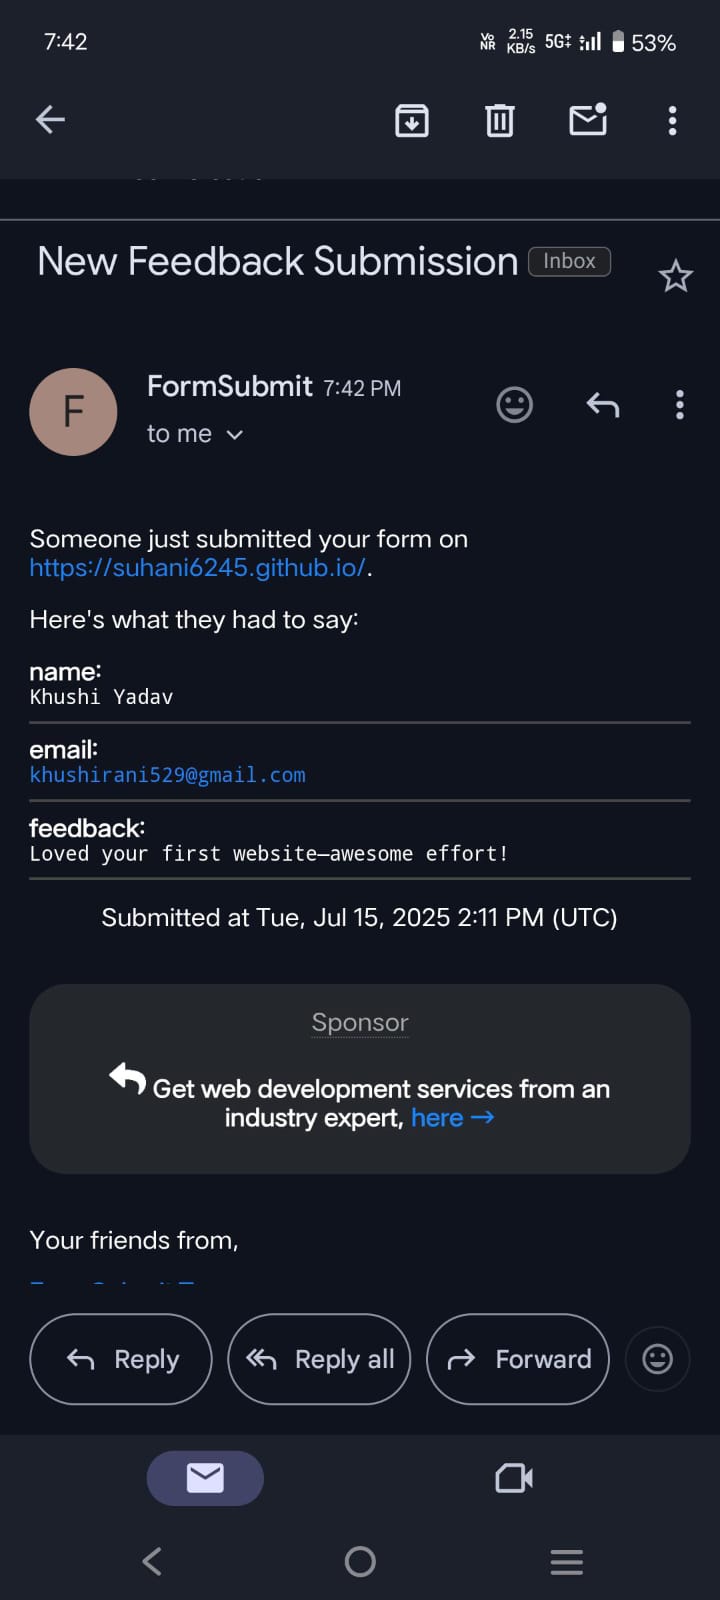 7:42
Vo
NR
2.15
KB/s
5G
53%
New Feedback Submission
Inbox
F
FormSubmit 7:42 PM
to me
Someone just submitted your form on
https://suhani6245.github.io/.
Here's what they had to say:
name:
Khushi Yadav
email:
khushirani529@gmail.com
feedback:
Loved your first website—awesome effort!
Submitted at Tue, Jul 15, 2025 2:11 PM (UTC)
Sponsor
Get web development services from an
industry expert, here →
Your friends from,
Reply
Reply all
Forward